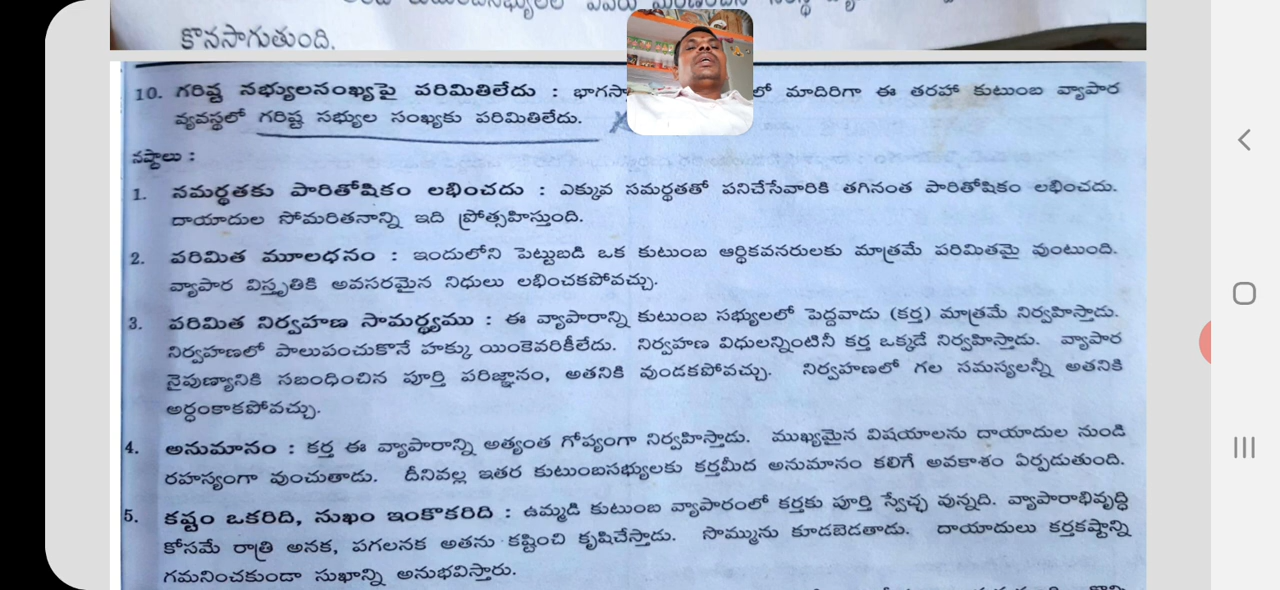 కొనసాగుతుంది.
10. గరిష్ట సభ్యులసంఖ్యపై పరిమితిలేదు : లో మాదిరిగా ఈ తరహా కుటుంబ వ్యాపార
వ్యవస్థలో గరిష్ట సభ్యుల సంఖ్యకు పరిమితిలేదు.
నష్టాలు :
1. సమర్థతకు పారితోషికం లభించదు : ఎక్కువ సమర్థతతో పనిచేసేవారికి తగినంత పారితోషికం లభించదు.
దాయాదుల సోమరితనాన్ని ఇది ప్రోత్సహిస్తుంది.
2. పరిమిత మూలధనం : ఇందులోని పెట్టుబడి ఒక కుటుంబ ఆర్థికవనరులకు మాత్రమే పరిమితమై వుంటుంది.
వ్యాపార విస్తృతికి అవసరమైన నిధులు లభించకపోవచ్చు.
3. పరిమిత నిర్వహణ సామర్థ్యము : ఈ వ్యాపారాన్ని కుటుంబ సభ్యులలో పెద్దవాడు (కర్త) మాత్రమే నిర్వహిస్తాడు.
నిర్వహణలో పాలుపంచుకొనే హక్కు యింకెవరికీలేదు. నిర్వహణ విధులన్నింటినీ కర్త ఒక్కడే నిర్వహిస్తాడు. వ్యాపార
నైపుణ్యానికి సబంధించిన పూర్తి పరిజ్ఞానం, అతనికి వుండకపోవచ్చు. నిర్వహణలో గల సమస్యలన్నీ అతనికి
అర్ధంకాకపోవచ్చు.
4. అనుమానం : కర్త ఈ వ్యాపారాన్ని అత్యంత గోప్యంగా నిర్వహిస్తాడు. ముఖ్యమైన విషయాలను దాయాదుల నుండి
రహస్యంగా వుంచుతాడు. దీనివల్ల ఇతర కుటుంబసభ్యులకు కర్తమీద అనుమానం కలిగే అవకాశం ఏర్పడుతుంది.
5. కష్టం ఒకరిది, సుఖం ఇంకొకరిది : ఉమ్మడి కుటుంబ వ్యాపారంలో కర్తకు పూర్తి స్వేచ్ఛ వున్నది. వ్యాపారాభివృద్ధి
కోసమే రాత్రి అనక, పగలనక అతను కష్టించి కృషిచేస్తాడు. సొమ్మును కూడబెడతాడు. దాయాదులు కర్తకష్టాన్ని
గమనించకుండా సుఖాన్ని అనుభవిస్తారు.